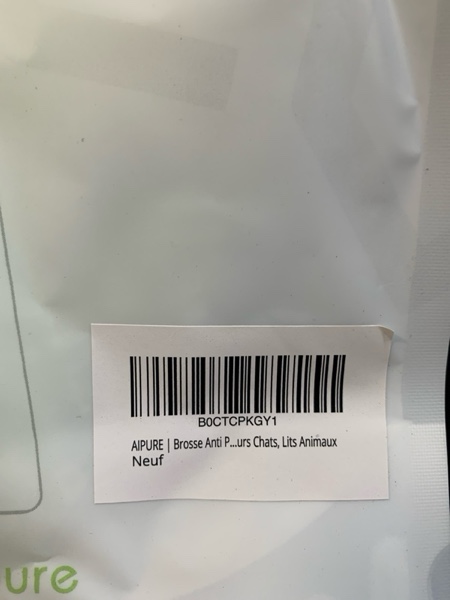 B0CTCPKGY1
AIPURE | Brosse Anti P...urs Chats, Lits Animaux
Neuf
ure